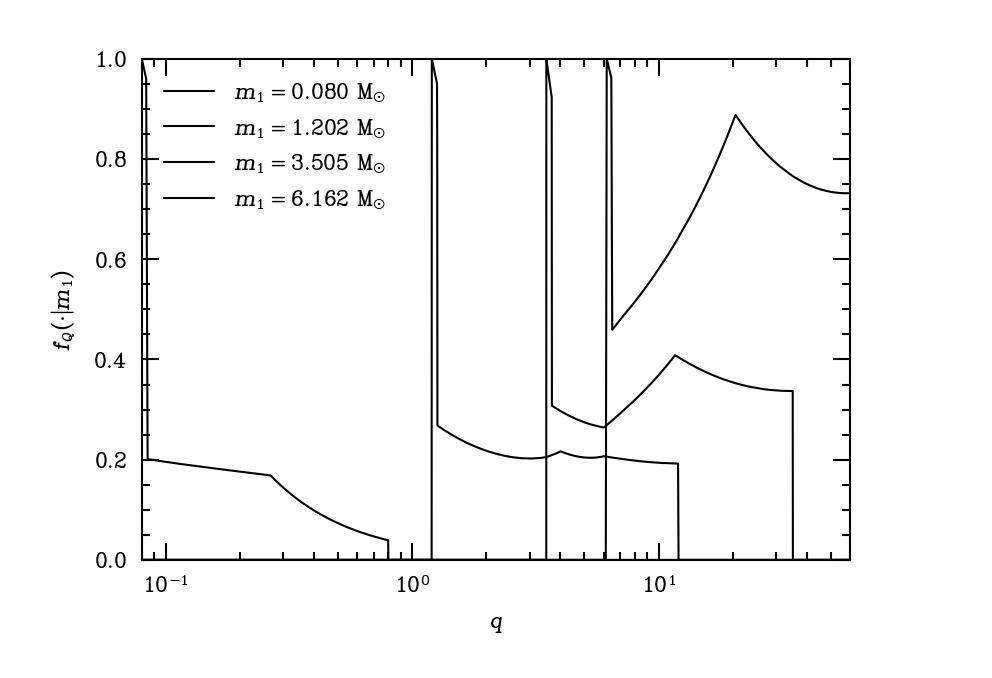 1.0
0.8
0.6
0.4
0.2
0.0
f_Q(·|m₁)
m₁ = 0.080 M⊙
m₁ = 1.202 M⊙
m₁ = 3.505 M⊙
m₁ = 6.162 M⊙
10⁻¹ 10⁰ 10¹
q